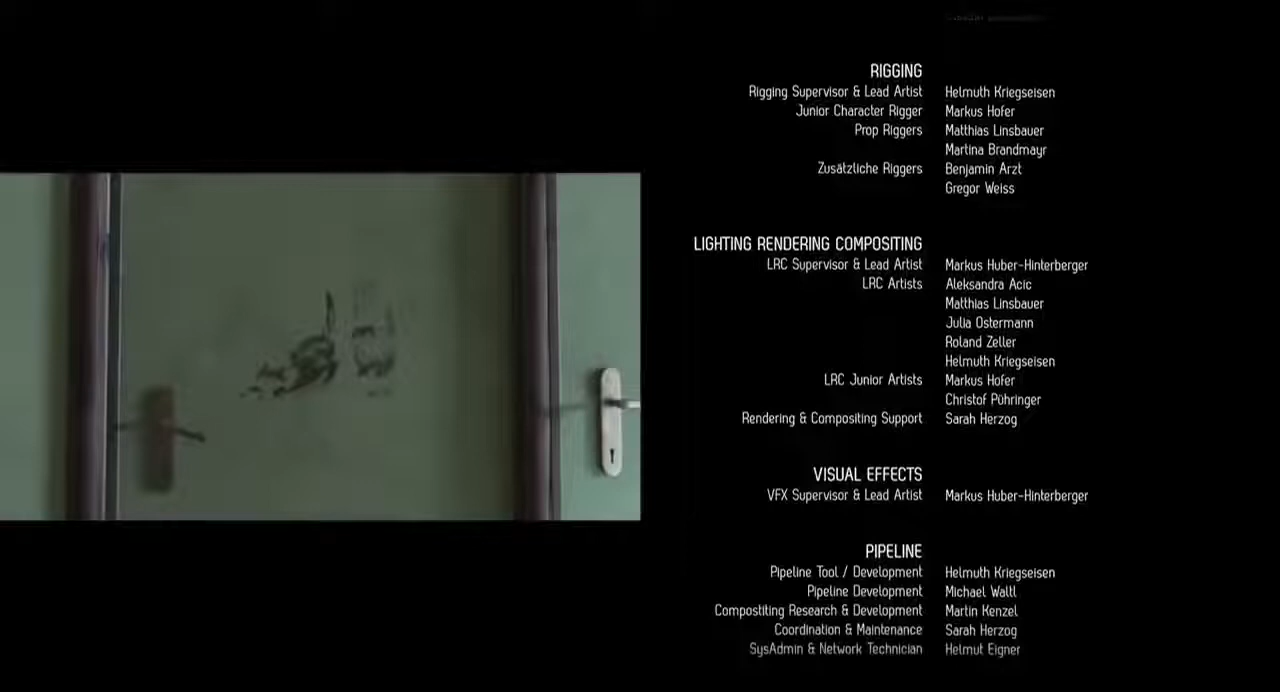 RIGGING
Rigging Supervisor & Lead Artist Helmuth Kriegseisen
Junior Character Rigger Markus Hofer
Prop Riggers Matthias Linsbauer
Martina Brandmayr
Zusätzliche Riggers Benjamin Arzt
Gregor Weiss
LIGHTING RENDERING COMPOSITING
LRC Supervisor & Lead Artist Markus Huber-Hinterberger
LRC Artists Aleksandra Acic
Matthias Linsbauer
Julia Ostermann
Roland Zeller
Helmuth Kriegseisen
LRC Junior Artists Markus Hofer
Christof Pühringer
Rendering & Compositing Support Sarah Herzog
VISUAL EFFECTS
VFX Supervisor & Lead Artist Markus Huber-Hinterberger
PIPELINE
Pipeline Tool / Development Helmuth Kriegseisen
Pipeline Development Michael Waltl
Compostiting Research & Development Martin Kenzel
Coordination & Maintenance Sarah Herzog
SysAdmin & Network Technician Helmut Eigner